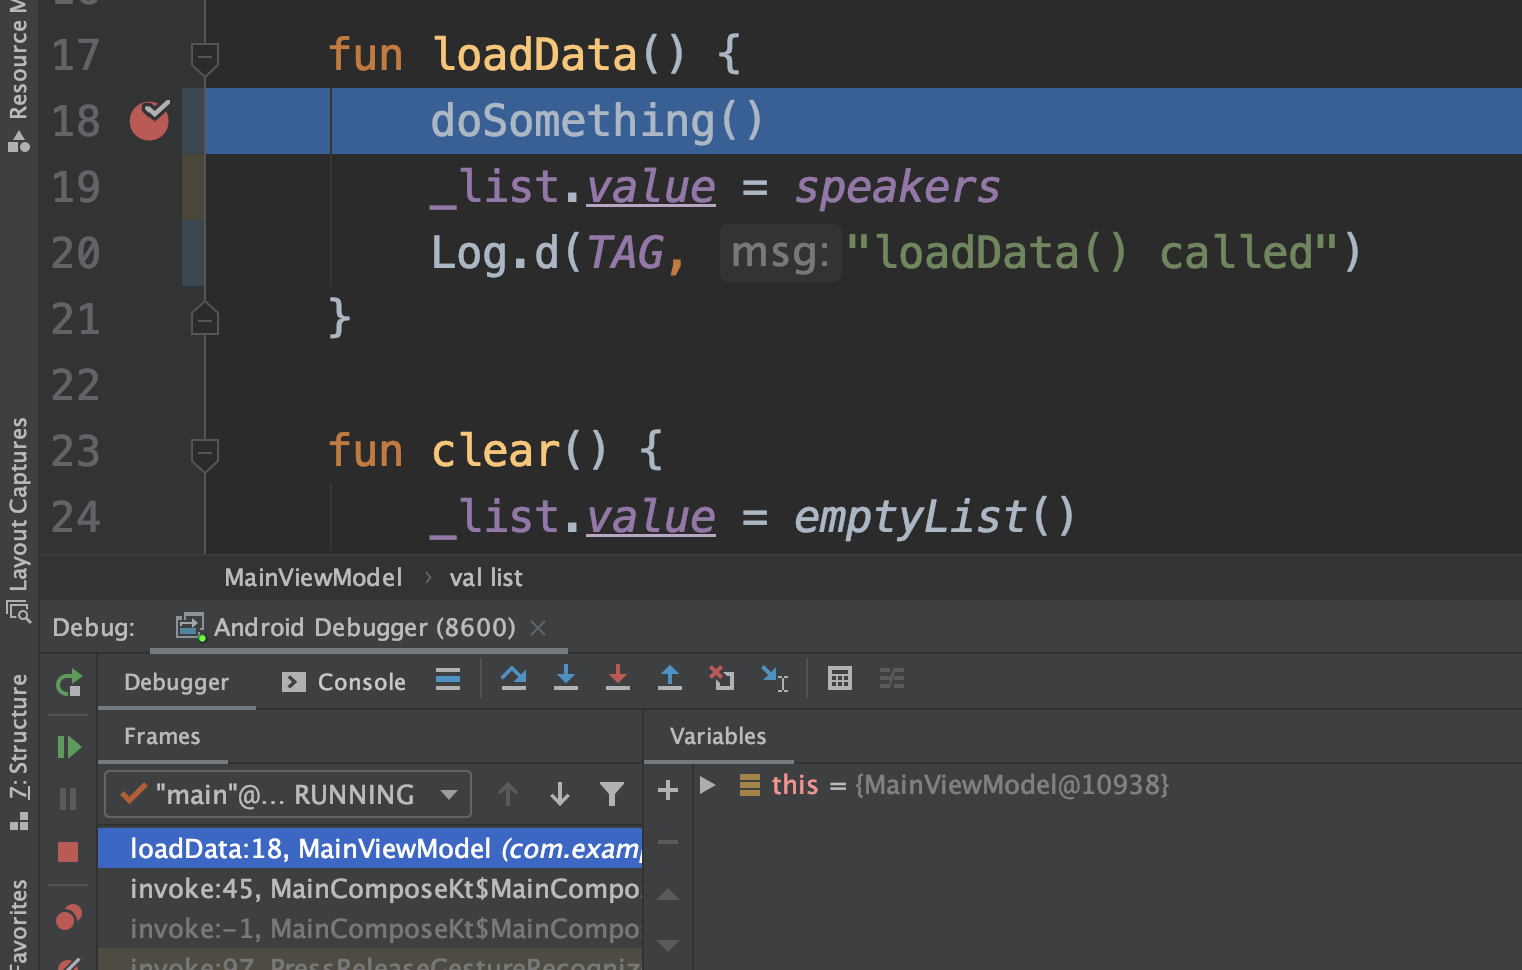 Resource M
Layout Captures
Z: Structure
Favorites
17 fun loadData() {
18 doSomething()
19 _list.value = speakers
20 Log.d(TAG, msg: "loadData() called")
21 }
22
23 fun clear() {
24 _list.value = emptyList()
MainViewModel › val list
Debug: Android Debugger (8600)
Debugger Console
Frames Variables
"main"@... RUNNING
this = {MainViewModel@10938}
loadData:18, MainViewModel (com.examp
invoke:45, MainComposeKt$MainCompo
invoke:-1, MainComposeKt$MainCompo
invoke:97, PressReleaseGestureRecogniz